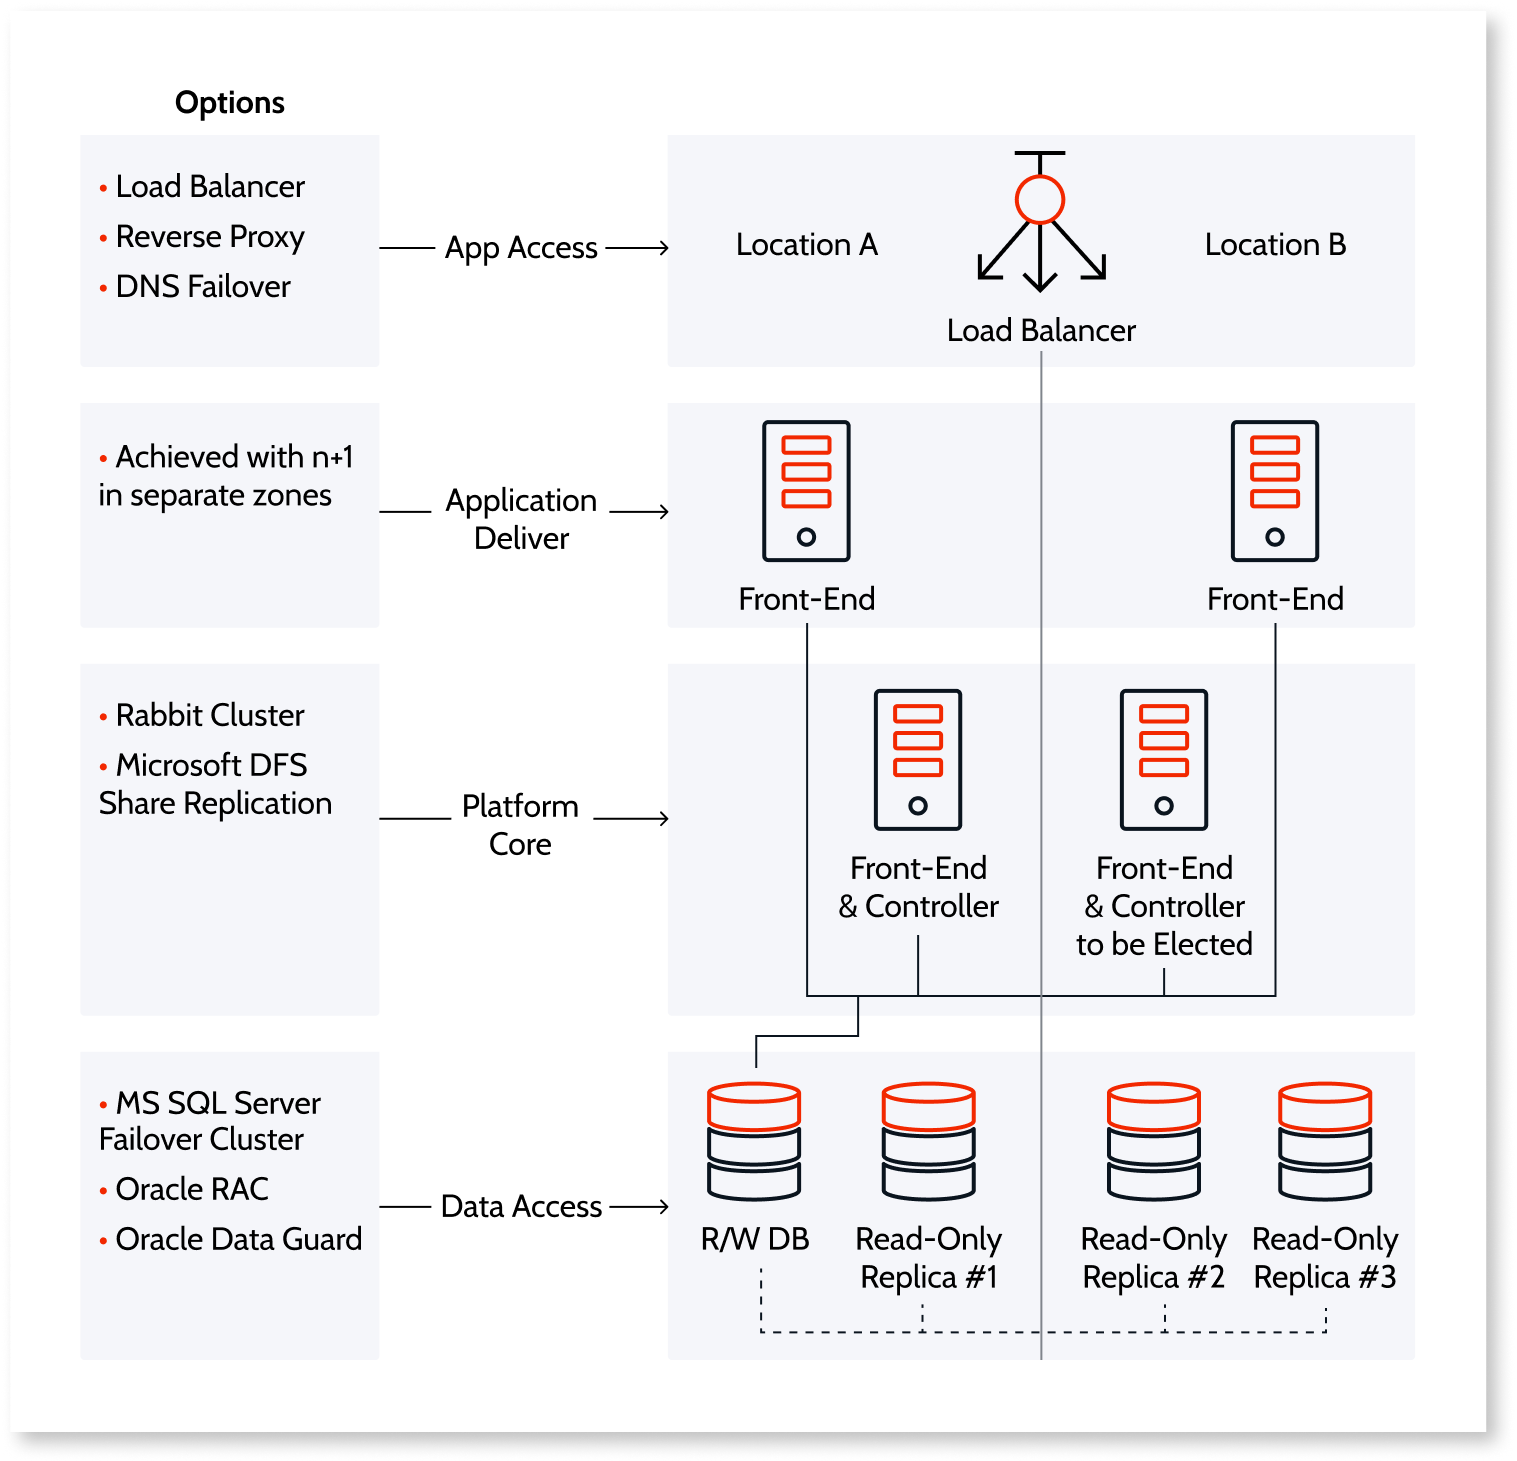 Options
• Load Balancer
• Reverse Proxy
• DNS Failover
App Access
Location A
Location B
Load Balancer
• Achieved with n+1
in separate zones
Application
Deliver
Front-End
Front-End
• Rabbit Cluster
• Microsoft DFS
Share Replication
Platform
Core
Front-End
& Controller
Front-End
& Controller
to be Elected
• MS SQL Server
Failover Cluster
• Oracle RAC
• Oracle Data Guard
Data Access
R/W DB
Read-Only
Replica #1
Read-Only
Replica #2
Read-Only
Replica #3